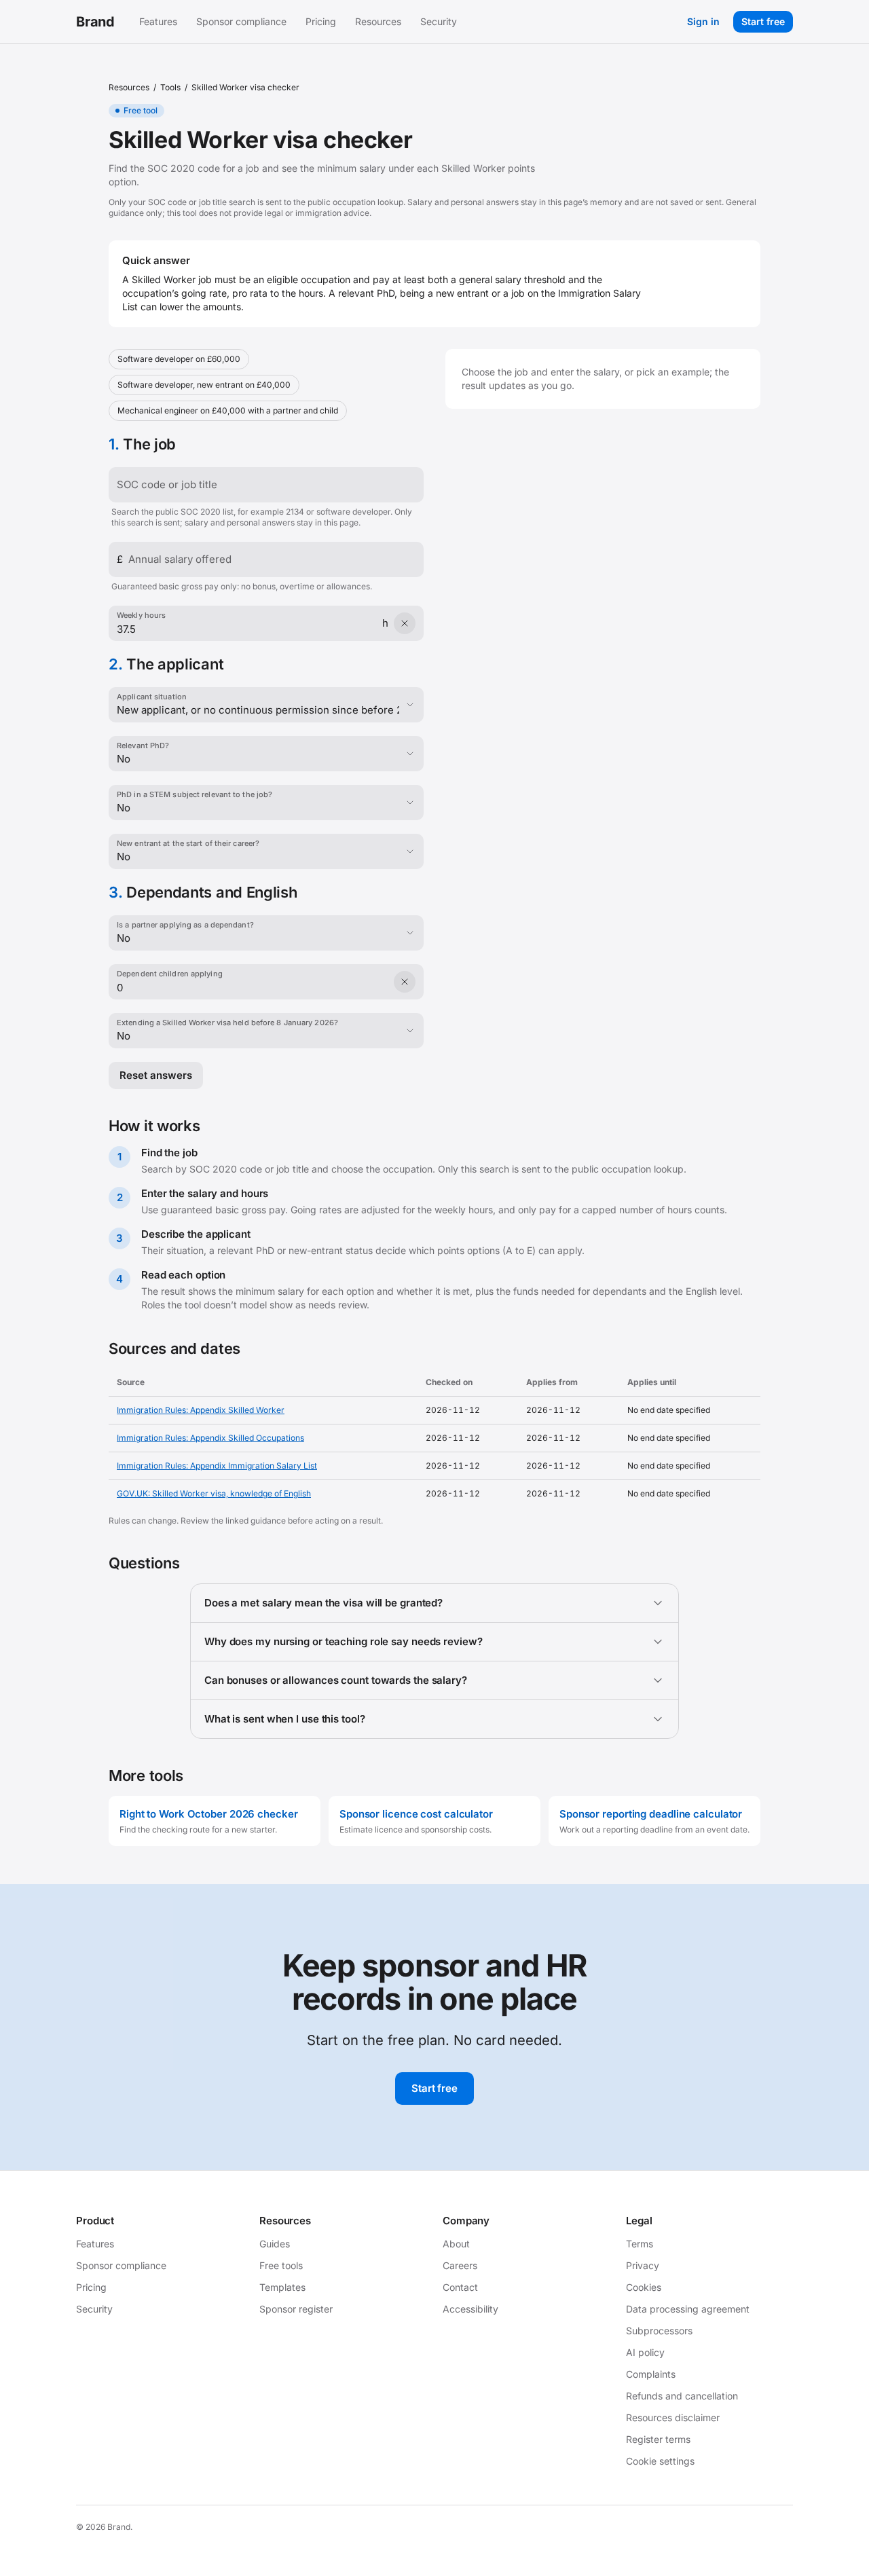 Brand
Features
Sponsor compliance
Pricing
Resources
Security
Sign in
Start free
Resources / Tools / Skilled Worker visa checker
Free tool
Skilled Worker visa checker
Find the SOC 2020 code for a job and see the minimum salary under each Skilled Worker points
option.
Only your SOC code or job title search is sent to the public occupation lookup. Salary and personal answers stay in this page’s memory and are not saved or sent. General
guidance only; this tool does not provide legal or immigration advice.
Quick answer
A Skilled Worker job must be an eligible occupation and pay at least both a general salary threshold and the
occupation’s going rate, pro rata to the hours. A relevant PhD, being a new entrant or a job on the Immigration Salary
List can lower the amounts.
Software developer on £60,000
Software developer, new entrant on £40,000
Mechanical engineer on £40,000 with a partner and child
Choose the job and enter the salary, or pick an example; the
result updates as you go.
1. The job
SOC code or job title
Search the public SOC 2020 list, for example 2134 or software developer. Only
this search is sent; salary and personal answers stay in this page.
£ Annual salary offered
Guaranteed basic gross pay only: no bonus, overtime or allowances.
Weekly hours
37.5
h
2. The applicant
Applicant situation
New applicant, or no continuous permission since before 2
Relevant PhD?
No
PhD in a STEM subject relevant to the job?
No
New entrant at the start of their career?
No
3. Dependants and English
Is a partner applying as a dependant?
No
Dependent children applying
0
Extending a Skilled Worker visa held before 8 January 2026?
No
Reset answers
How it works
1
Find the job
Search by SOC 2020 code or job title and choose the occupation. Only this search is sent to the public occupation lookup.
2
Enter the salary and hours
Use guaranteed basic gross pay. Going rates are adjusted for the weekly hours, and only pay for a capped number of hours counts.
3
Describe the applicant
Their situation, a relevant PhD or new-entrant status decide which points options (A to E) can apply.
4
Read each option
The result shows the minimum salary for each option and whether it is met, plus the funds needed for dependants and the English level.
Roles the tool doesn’t model show as needs review.
Sources and dates
Source Checked on Applies from Applies until
Immigration Rules: Appendix Skilled Worker 2026-11-12 2026-11-12 No end date specified
Immigration Rules: Appendix Skilled Occupations 2026-11-12 2026-11-12 No end date specified
Immigration Rules: Appendix Immigration Salary List 2026-11-12 2026-11-12 No end date specified
GOV.UK: Skilled Worker visa, knowledge of English 2026-11-12 2026-11-12 No end date specified
Rules can change. Review the linked guidance before acting on a result.
Questions
Does a met salary mean the visa will be granted?
Why does my nursing or teaching role say needs review?
Can bonuses or allowances count towards the salary?
What is sent when I use this tool?
More tools
Right to Work October 2026 checker
Find the checking route for a new starter.
Sponsor licence cost calculator
Estimate licence and sponsorship costs.
Sponsor reporting deadline calculator
Work out a reporting deadline from an event date.
Keep sponsor and HR
records in one place
Start on the free plan. No card needed.
Start free
Product
Features
Sponsor compliance
Pricing
Security
Resources
Guides
Free tools
Templates
Sponsor register
Company
About
Careers
Contact
Accessibility
Legal
Terms
Privacy
Cookies
Data processing agreement
Subprocessors
AI policy
Complaints
Refunds and cancellation
Resources disclaimer
Register terms
Cookie settings
© 2026 Brand.